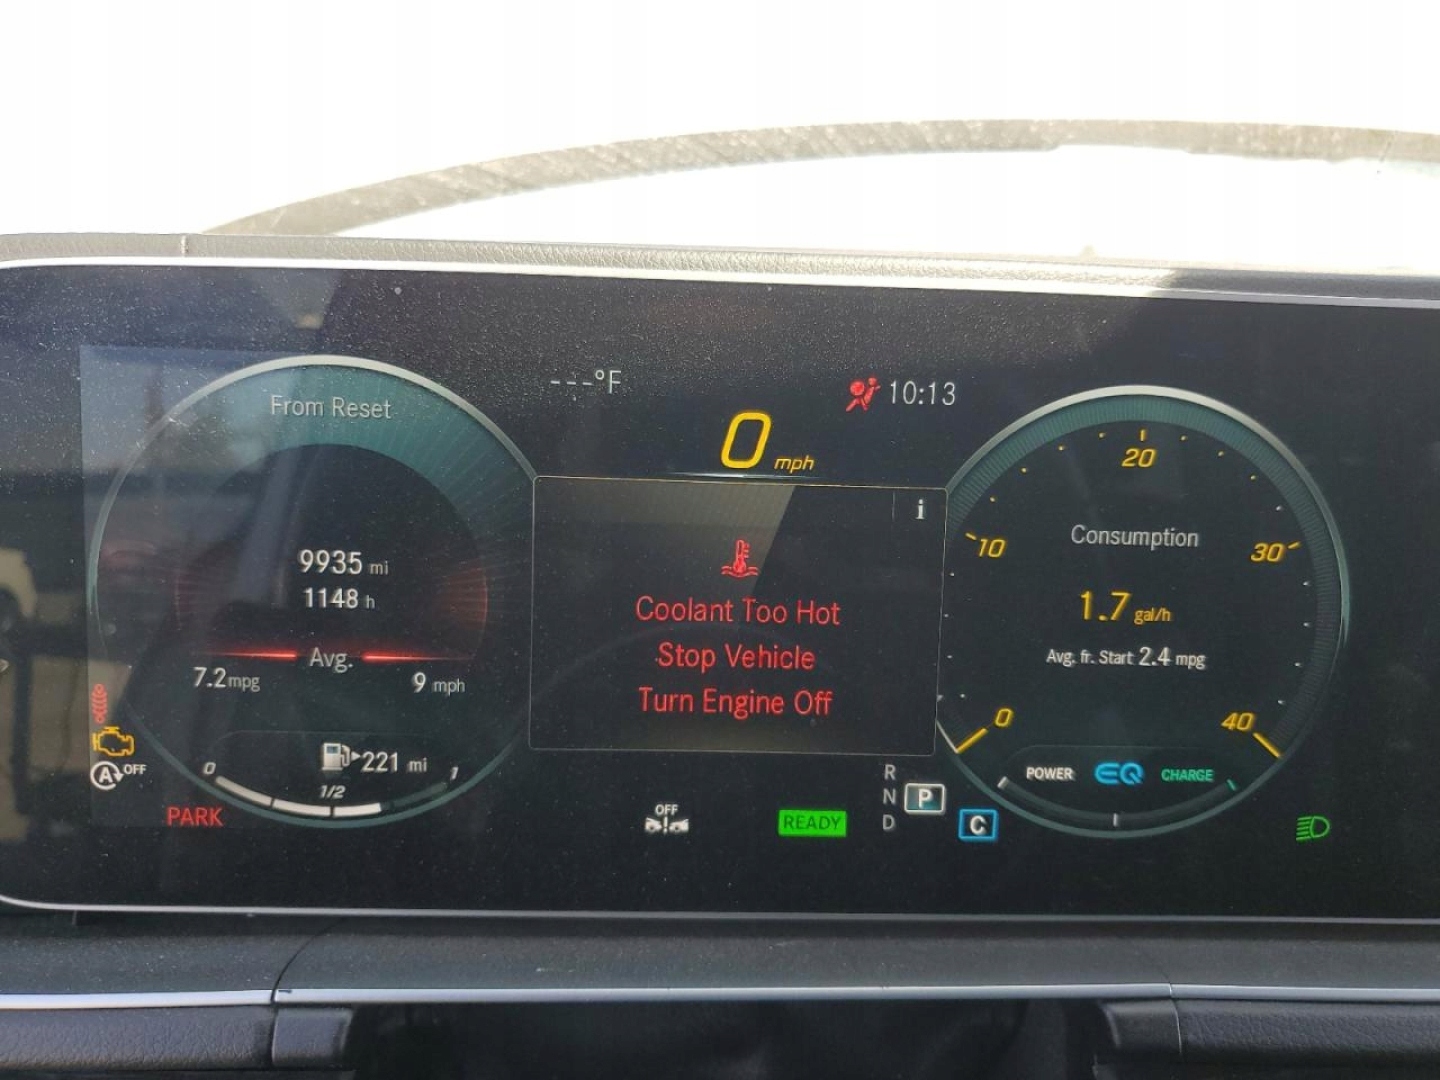 From Reset
9935 mi
1148 h
Avg.
7.2 mpg
9 mph
OFF
0
1/2
1
221 mi
PARK
---°F
10:13
0 mph
i
Coolant Too Hot
Stop Vehicle
Turn Engine Off
OFF
READY
R
N
D
P
C
0
10
20
30
40
Consumption
1.7 gal/h
Avg. fr. Start 2.4 mpg
POWER EQ CHARGE
A